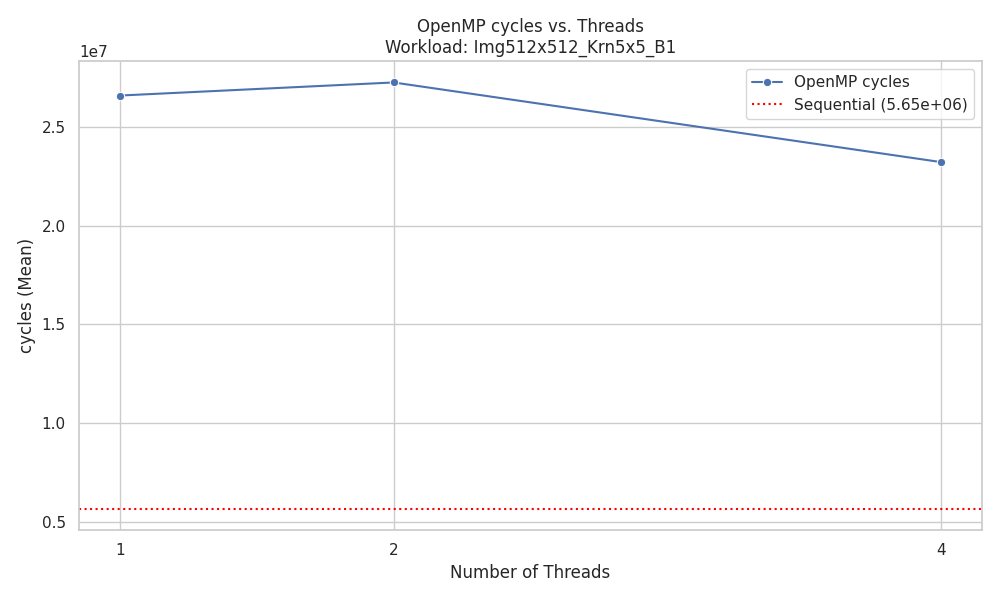 OpenMP cycles vs. Threads
Workload: Img512x512_Krn5x5_B1
1e7
OpenMP cycles
Sequential (5.65e+06)
2.5
2.0
1.5
1.0
0.5
cycles (Mean)
1 2 4
Number of Threads